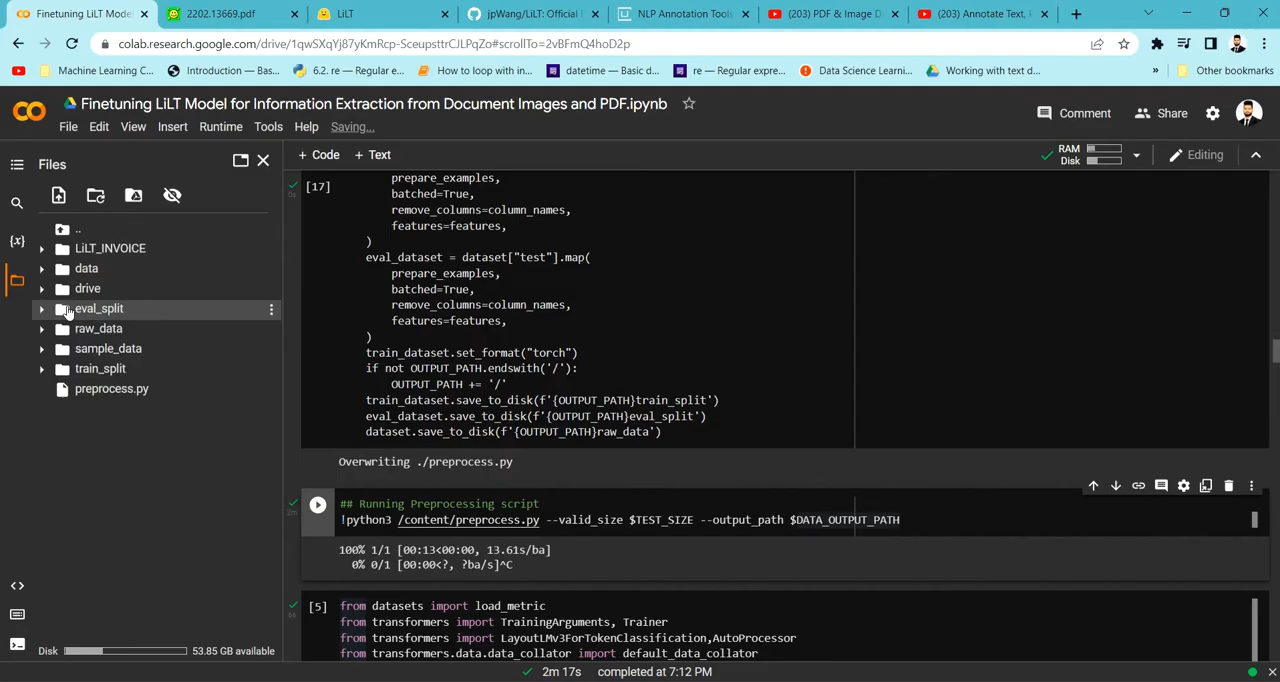 Finetuning LiLT Model
2202.13669.pdf
LiLT
jpWang/LiLT: Official
NLP Annotation Tools
(203) PDF & Image D
(203) Annotate Text,
colab.research.google.com/drive/1qwSXqYj87yKmRcp-SceupsttrCJLPqZo#scrollTo=2vBFmQ4hoD2p
Machine Learning C...
Introduction — Bas...
6.2. re — Regular e...
How to loop with in...
datetime — Basic d...
re — Regular expre...
Data Science Learni...
Working with text d...
»
Other bookmarks
Finetuning LiLT Model for Information Extraction from Document Images and PDF.ipynb
File Edit View Insert Runtime Tools Help Saving...
Comment
Share
+ Code + Text
RAM
Disk
Editing
Files
..
LiLT_INVOICE
data
drive
eval_split
raw_data
sample_data
train_split
preprocess.py
{x}
Disk
53.85 GB available
[17]
0s
prepare_examples,
batched=True,
remove_columns=column_names,
features=features,
)
eval_dataset = dataset["test"].map(
prepare_examples,
batched=True,
remove_columns=column_names,
features=features,
)
train_dataset.set_format("torch")
if not OUTPUT_PATH.endswith('/'):
OUTPUT_PATH += '/'
train_dataset.save_to_disk(f'{OUTPUT_PATH}train_split')
eval_dataset.save_to_disk(f'{OUTPUT_PATH}eval_split')
dataset.save_to_disk(f'{OUTPUT_PATH}raw_data')
Overwriting ./preprocess.py
2m
## Running Preprocessing script
!python3 /content/preprocess.py --valid_size $TEST_SIZE --output_path $DATA_OUTPUT_PATH
100% 1/1 [00:13<00:00, 13.61s/ba]
0% 0/1 [00:00<?, ?ba/s]^C
[5]
from datasets import load_metric
from transformers import TrainingArguments, Trainer
from transformers import LayoutLMv3ForTokenClassification,AutoProcessor
from transformers.data.data_collator import default_data_collator
2m 17s completed at 7:12 PM